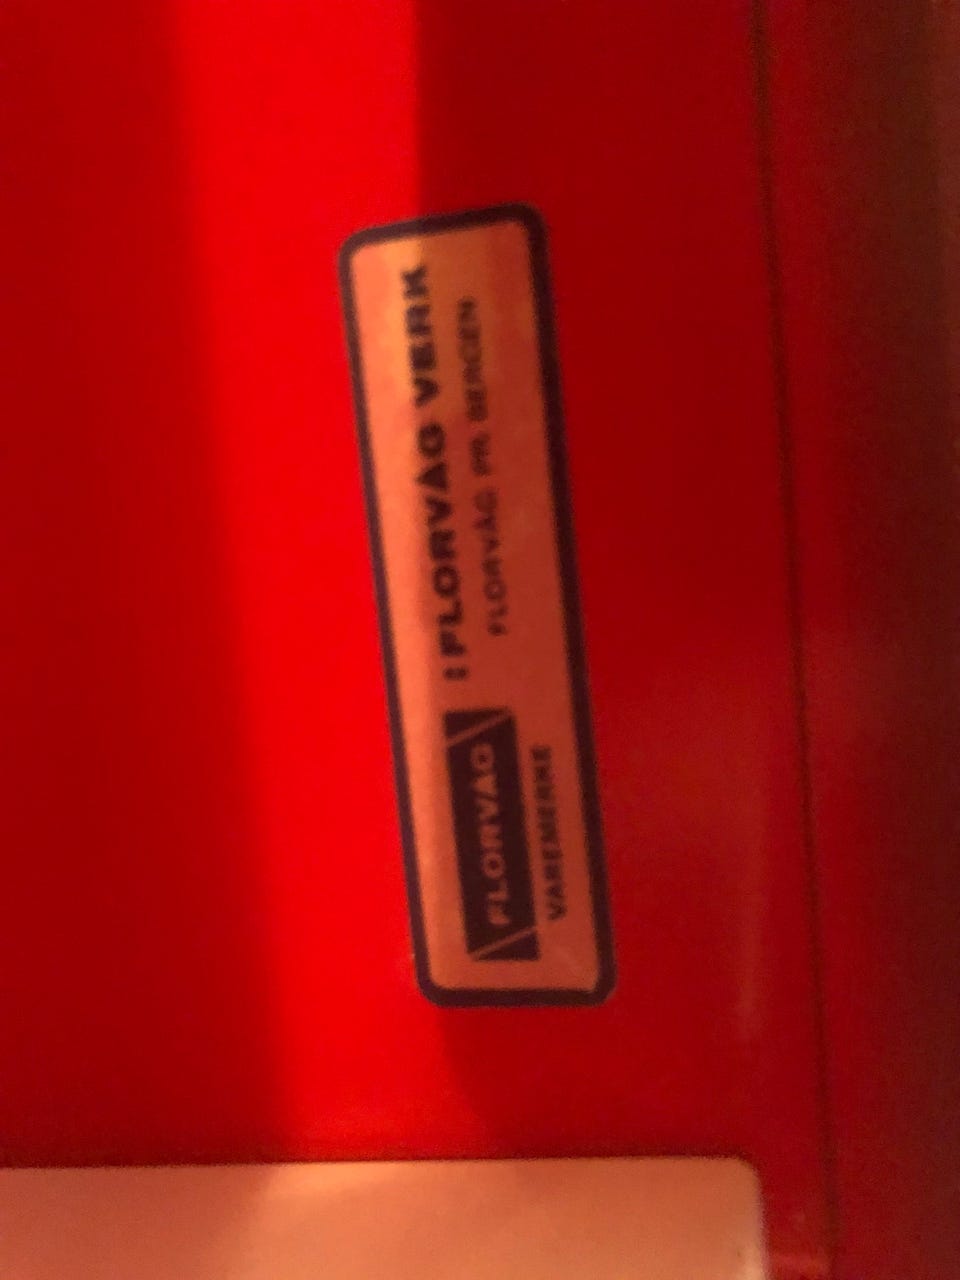 : FLORVÅG VERK
FLORVÅG PR. BERGEN
FLORVÅG
VAREMERKE